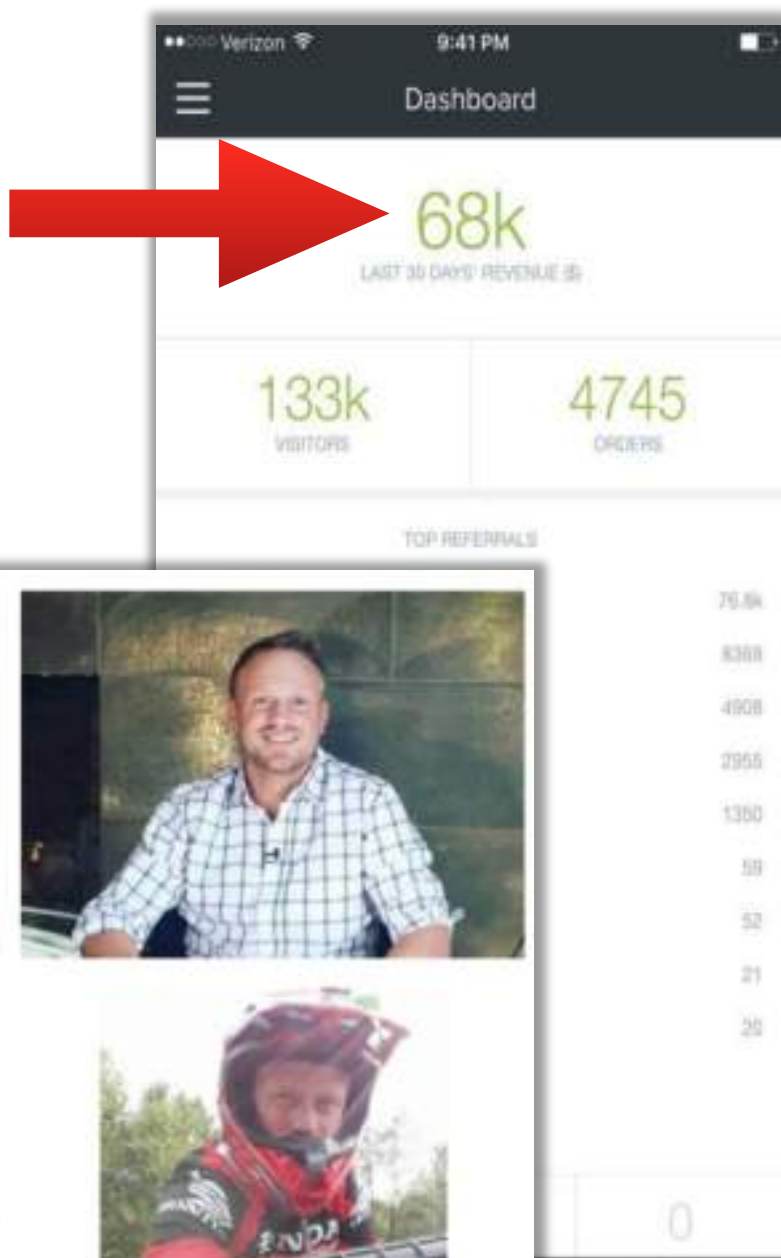 Verizon 9:41 PM
Dashboard
68k
LAST 30 DAYS' REVENUE ($)
133k
VISITORS
4745
ORDERS
TOP REFERRALS
76.8k
4908
2955
1350
59
52
21
20
0